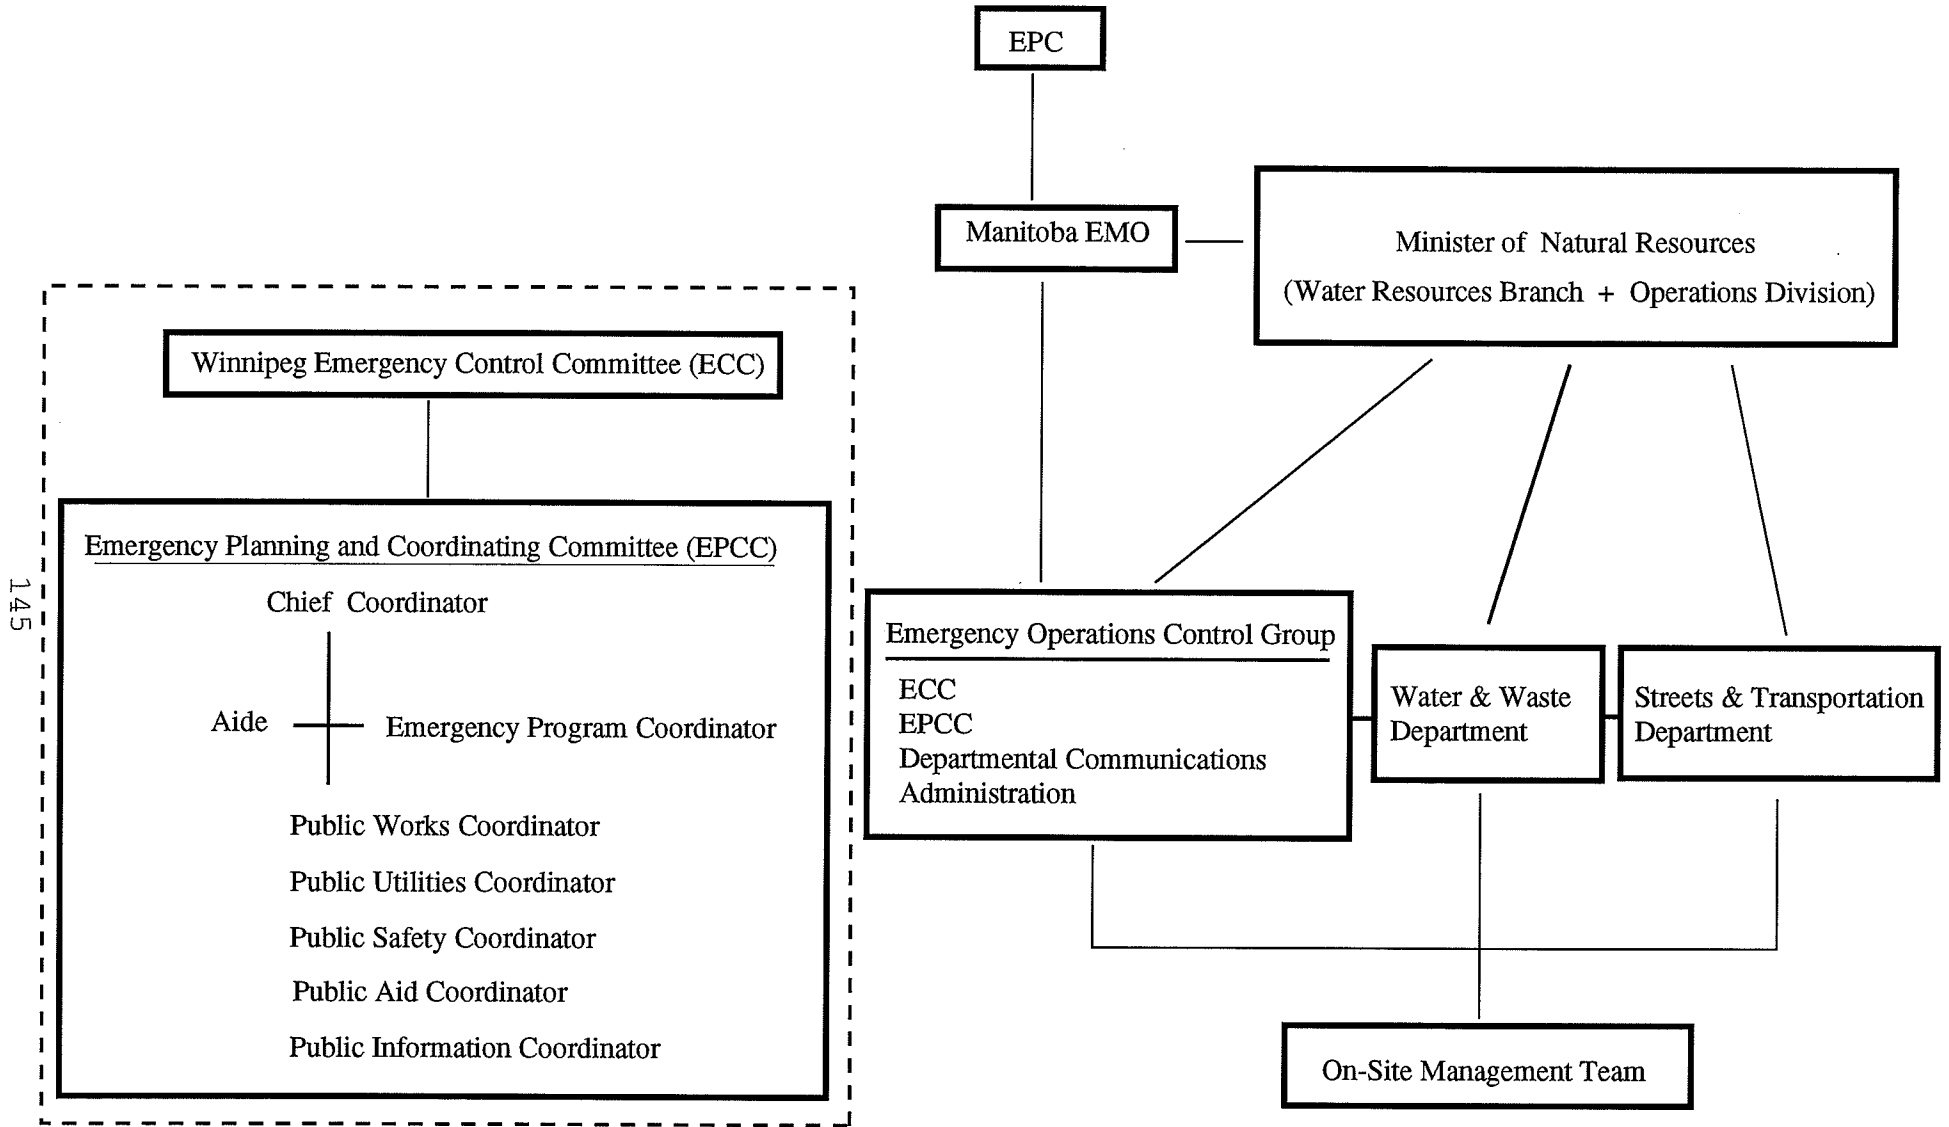 EPC
Manitoba EMO
Minister of Natural Resources
(Water Resources Branch + Operations Division)
Winnipeg Emergency Control Committee (ECC)
Emergency Planning and Coordinating Committee (EPCC)
Chief Coordinator
Aide
Emergency Program Coordinator
Public Works Coordinator
Public Utilities Coordinator
Public Safety Coordinator
Public Aid Coordinator
Public Information Coordinator
Emergency Operations Control Group
ECC
EPCC
Departmental Communications
Administration
Water & Waste
Department
Streets & Transportation
Department
On-Site Management Team
145